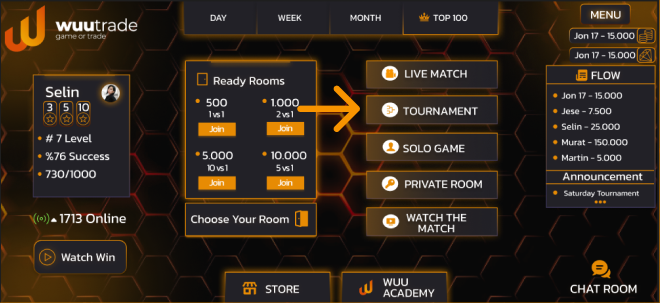 wuutrade
game or trade
DAY
WEEK
MONTH
TOP 100
MENU
Jon 17 - 15.000
Jon 17 - 15.000
Selin
3 5 10
# 7 Level
%76 Success
730/1000
1713 Online
Watch Win
Ready Rooms
500
1 vs 1
Join
1.000
2 vs 1
Join
5.000
10 vs 1
Join
10.000
5 vs 1
Join
Choose Your Room
LIVE MATCH
TOURNAMENT
SOLO GAME
PRIVATE ROOM
WATCH THE
MATCH
FLOW
Jon 17 - 15.000
Jese - 7.500
Selin - 25.000
Murat - 150.000
Martin - 5.000
Announcement
Saturday Tournament
STORE
WUU
ACADEMY
CHAT ROOM